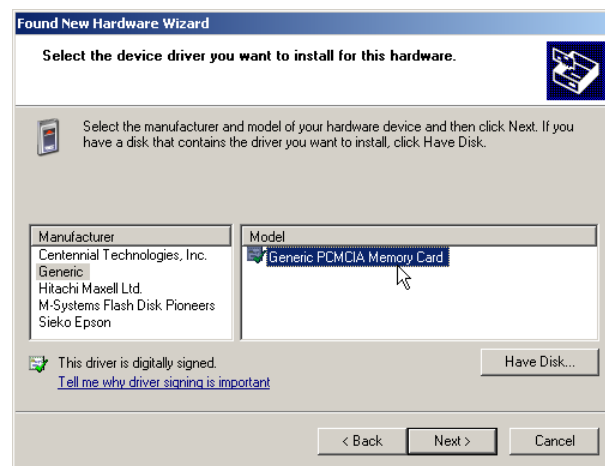 Found New Hardware Wizard
Select the device driver you want to install for this hardware.
Select the manufacturer and model of your hardware device and then click Next. If you
have a disk that contains the driver you want to install, click Have Disk.
Manufacturer
Centennial Technologies, Inc.
Generic
Hitachi Maxell Ltd.
M-Systems Flash Disk Pioneers
Sieko Epson
Model
Generic PCMCIA Memory Card
This driver is digitally signed.
Tell me why driver signing is important
Have Disk...
< Back
Next >
Cancel